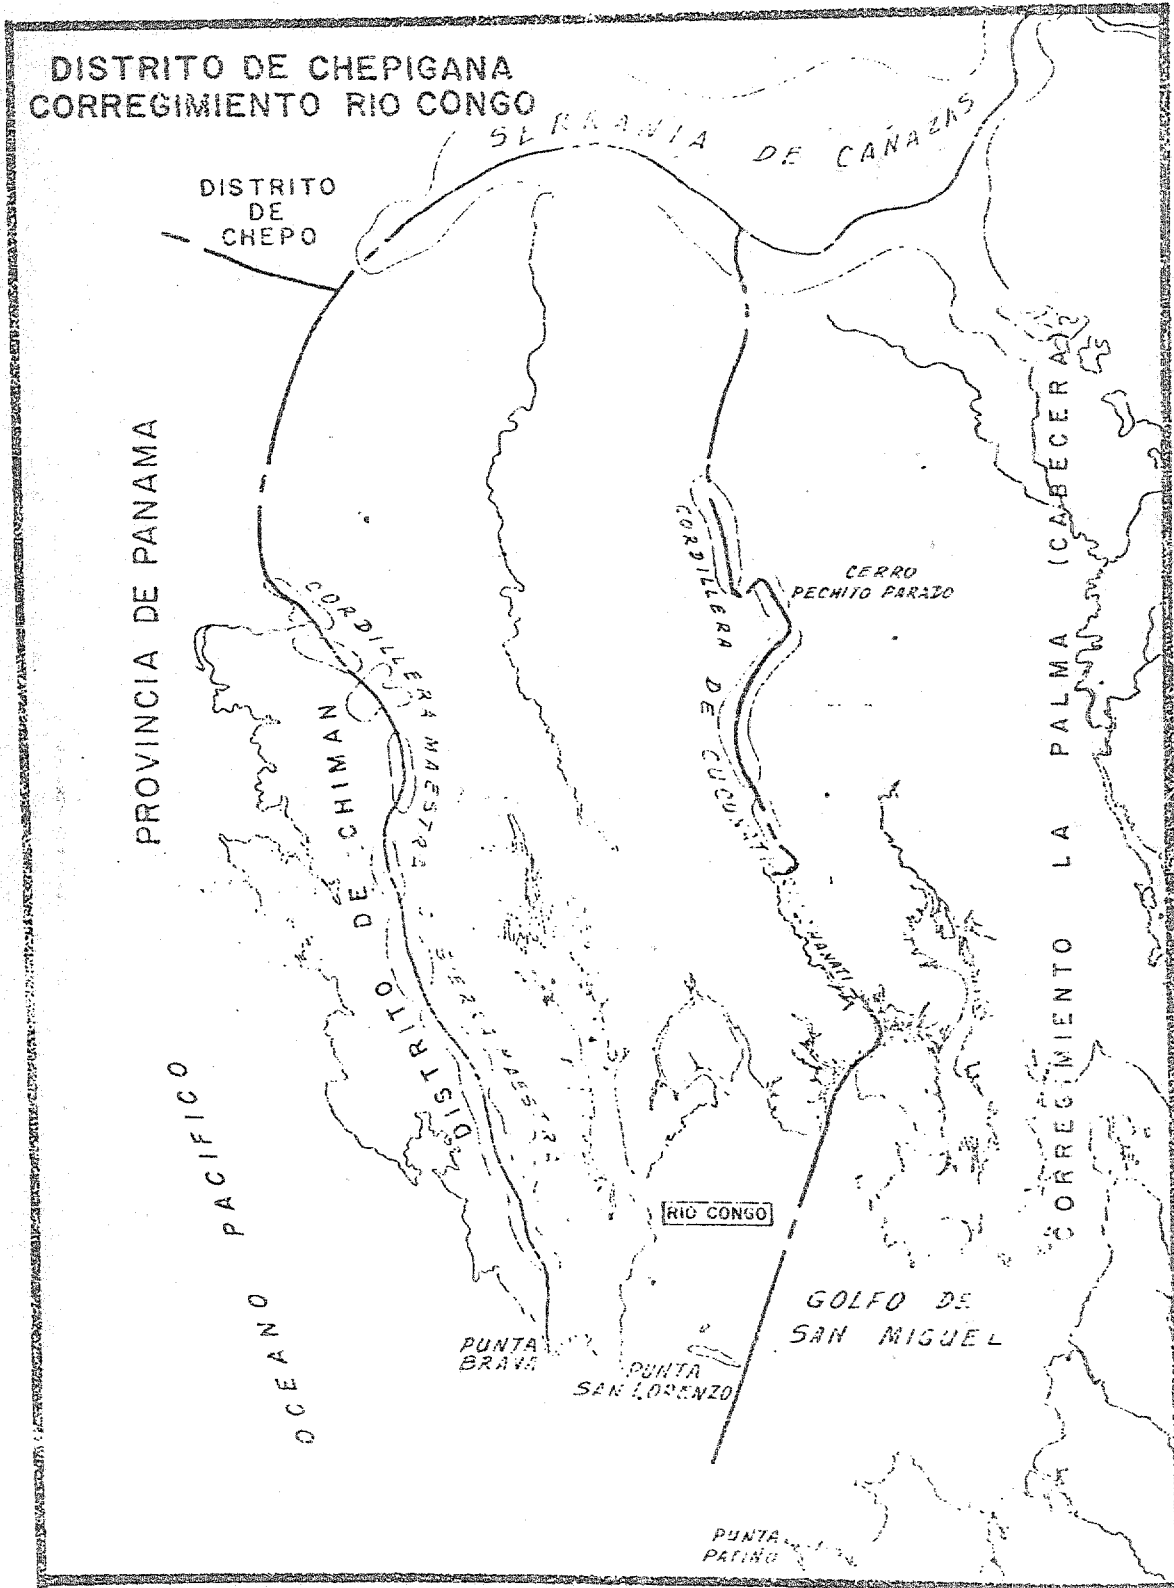 DISTRITO DE CHEPIGANA
CORREGIMIENTO RIO CONGO
SERRANIA DE CAÑAZAS
DISTRITO
DE
CHEPO
PROVINCIA DE PANAMA
CORDILLERA MAESTRE
DISTRITO DE CHIMAN
CORDILLERA DE CUCUNATI
CERRO
PECHITO PARAZO
CORREGIMIENTO LA PALMA (CABECERA)
OCEANO PACIFICO
RIO CONGO
GOLFO DE
SAN MIGUEL
PUNTA
BRAVA
PUNTA
SAN LORENZO
PUNTA
PATIÑO